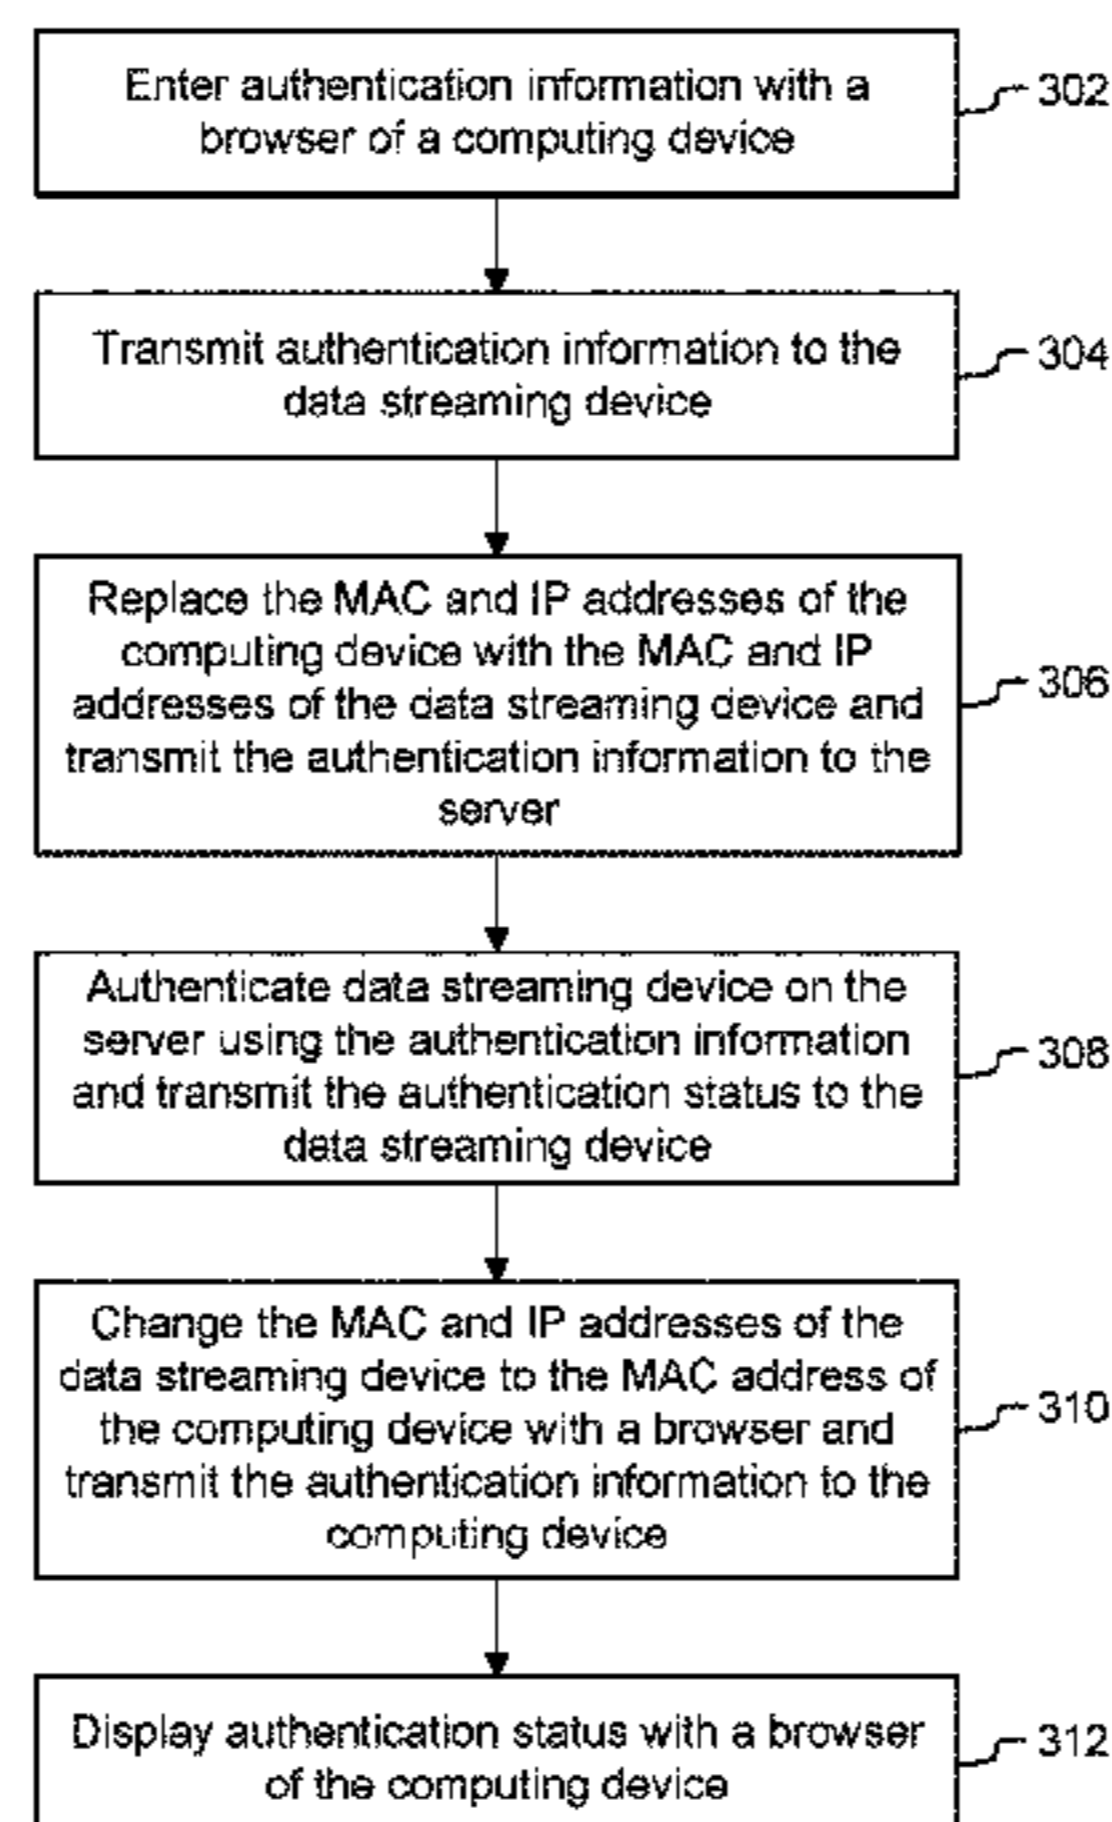 Enter authentication information with a
browser of a computing device
302
Transmit authentication information to the
data streaming device
304
Replace the MAC and IP addresses of the
computing device with the MAC and IP
addresses of the data streaming device and
transmit the authentication information to the
server
306
Authenticate data streaming device on the
server using the authentication information
and transmit the authentication status to the
data streaming device
308
Change the MAC and IP addresses of the
data streaming device to the MAC address of
the computing device with a browser and
transmit the authentication information to the
computing device
310
Display authentication status with a browser
of the computing device
312